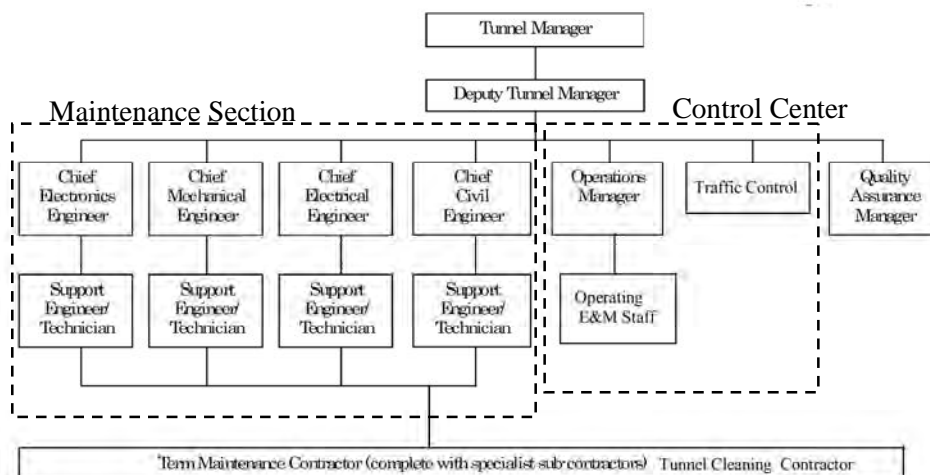 Tunnel Manager
Deputy Tunnel Manager
Maintenance Section
Control Center
Chief
Electronics
Engineer
Chief
Mechanical
Engineer
Chief
Electrical
Engineer
Chief
Civil
Engineer
Operations
Manager
Traffic Control
Quality
Assurance
Manager
Support
Engineer/
Technician
Support
Engineer/
Technician
Support
Engineer/
Technician
Support
Engineer/
Technician
Operating
E&M Staff
Term Maintenance Contractor (complete with specialist sub-contractors) Tunnel Cleaning Contractor